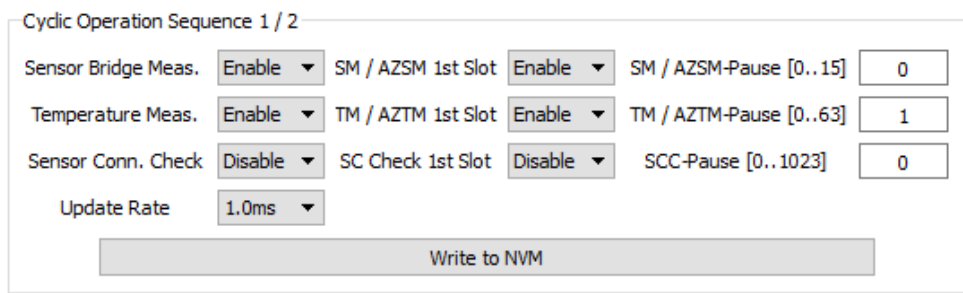 Cyclic Operation Sequence 1 / 2
Sensor Bridge Meas. Enable SM / AZSM 1st Slot Enable SM / AZSM-Pause [0..15] 0
Temperature Meas. Enable TM / AZTM 1st Slot Enable TM / AZTM-Pause [0..63] 1
Sensor Conn. Check Disable SC Check 1st Slot Disable SCC-Pause [0..1023] 0
Update Rate 1.0ms
Write to NVM